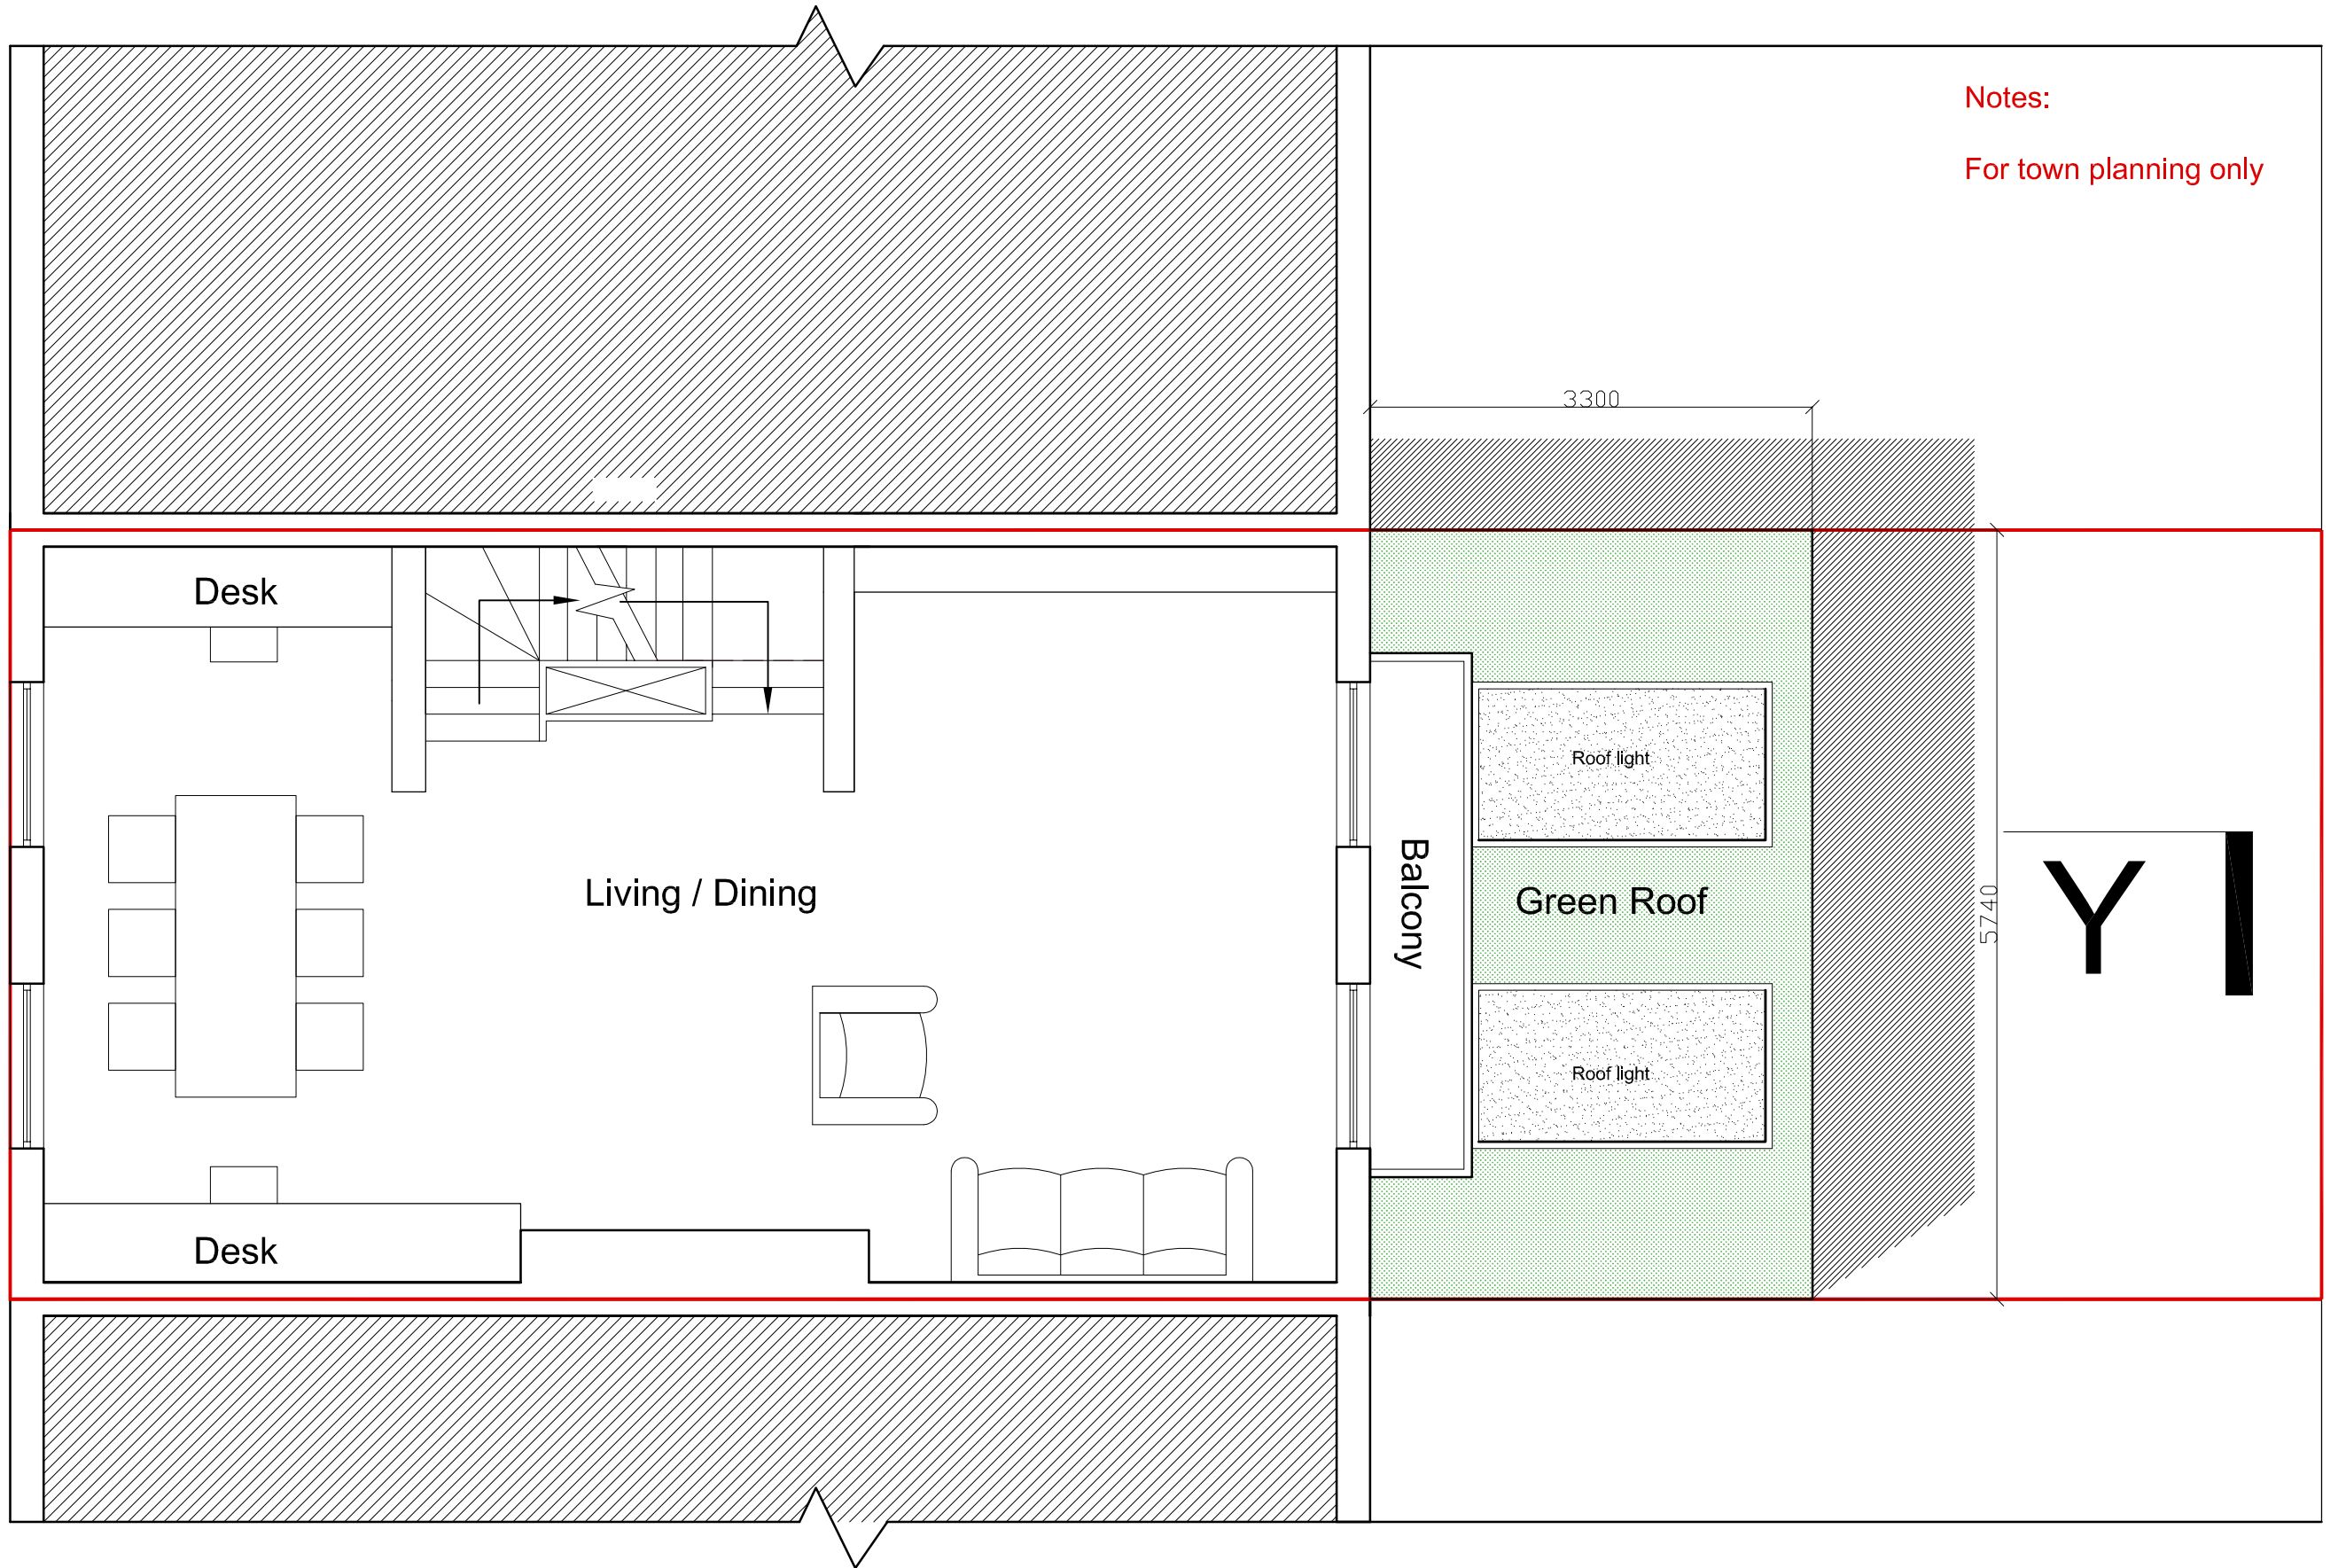 Notes:
For town planning only
3300
Desk
Roof light
Living / Dining
Balcony
Green Roof
5740
Y
Roof light
Desk